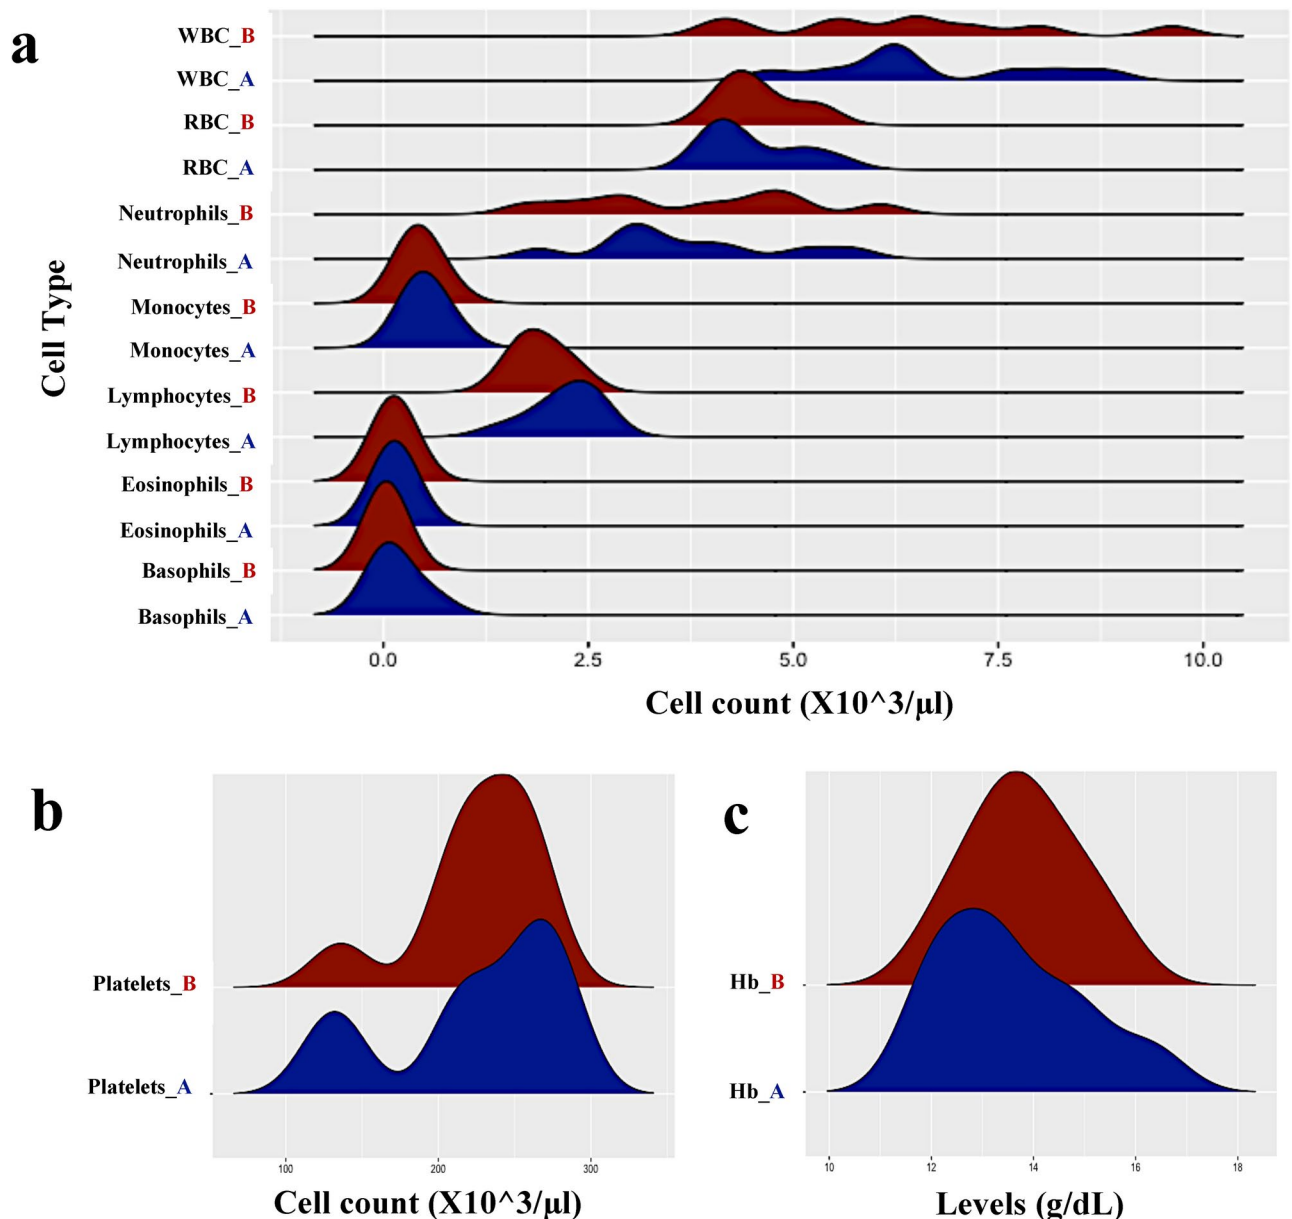 a
WBC_B
WBC_A
RBC_B
RBC_A
Neutrophils_B
Neutrophils_A
Monocytes_B
Monocytes_A
Lymphocytes_B
Lymphocytes_A
Eosinophils_B
Eosinophils_A
Basophils_B
Basophils_A
Cell Type
0.0 2.5 5.0 7.5 10.0
Cell count (X10^3/μl)
b
Platelets_B
Platelets_A
100 200 300
Cell count (X10^3/μl)
c
Hb_B
Hb_A
10 12 14 16 18
Levels (g/dL)